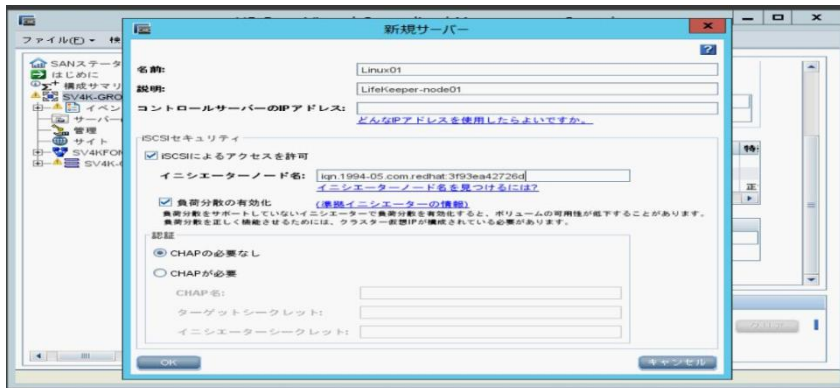 新規サーバー
ファイル(F)
検
SANステータ
はじめに
構成サマリ
SV4K-GRO
イベン
サーバー
管理
サイト
SV4KFOM
名前:
Linux01
説明:
LifeKeeper-node01
コントロールサーバーのIPアドレス:
どんなIPアドレスを使用したらよいですか。
iSCSIセキュリティ
iSCSIによるアクセスを許可
イニシエーターノード名:
iqn.1994-05.com.redhat:3f93ea42726d
イニシエーターノード名を見つけるには?
負荷分散の有効化
(準拠イニシエーターの情報)
負荷分散をサポートしていないイニシエーターで負荷分散を有効化すると、ボリュームの可用性が低下することがあります。
負荷分散を正しく機能させるためには、クラスター仮想IPが構成されている必要があります。
認証
CHAPの必要なし
CHAPが必要
CHAP名:
ターゲットシークレット:
イニシエーターシークレット:
OK
キャンセル
正